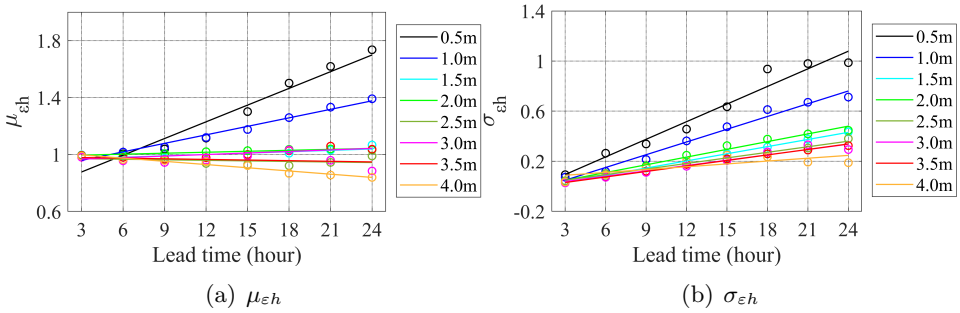 (a)
1.8
1.4
1
0.6
μεh
3 6 9 12 15 18 21 24
Lead time (hour)
0.5m
1.0m
1.5m
2.0m
2.5m
3.0m
3.5m
4.0m
(a) μεh
(b)
1.4
1
0.6
0.2
-0.2
σεh
3 6 9 12 15 18 21 24
Lead time (hour)
0.5m
1.0m
1.5m
2.0m
2.5m
3.0m
3.5m
4.0m
(b) σεh